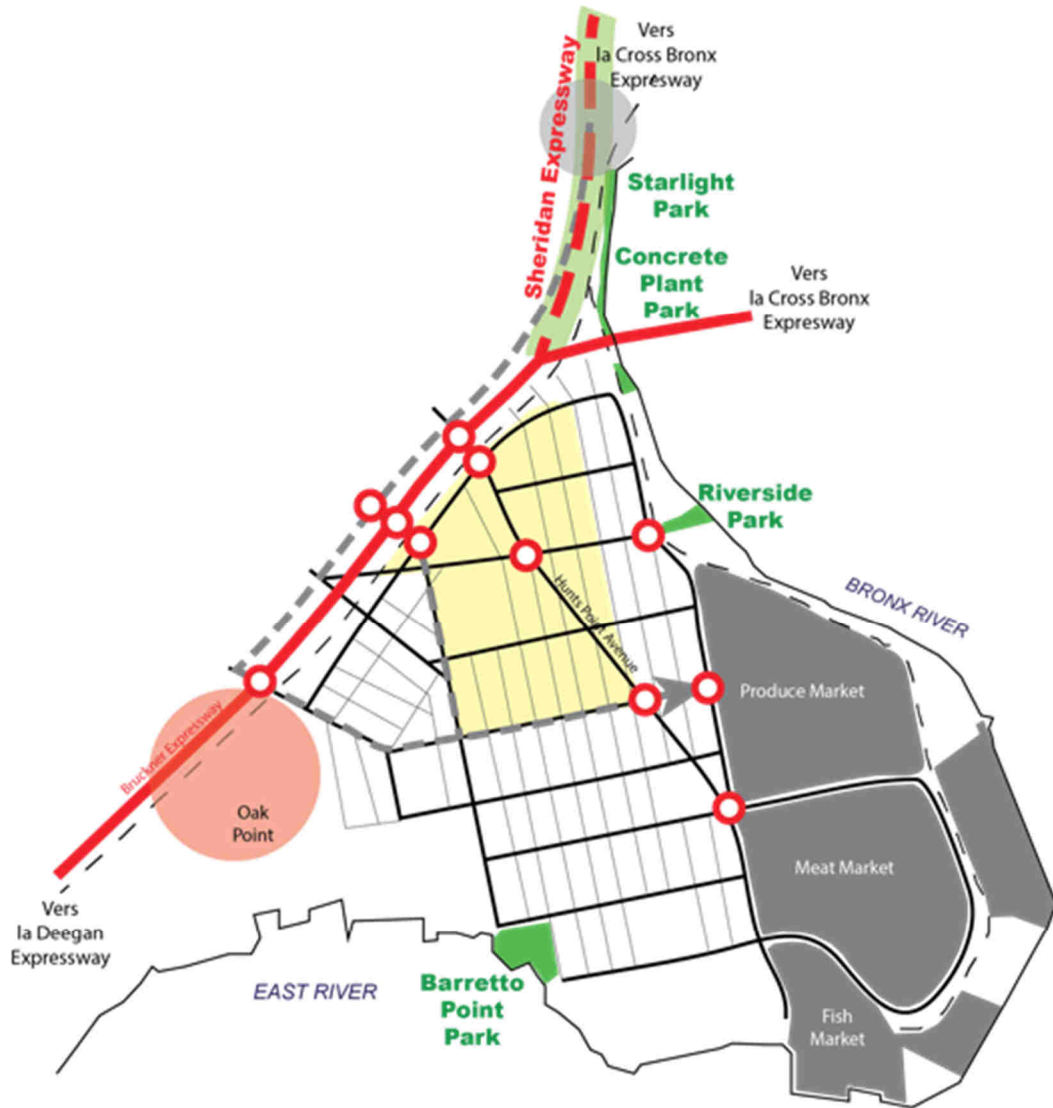 Vers
la Cross Bronx
Expresway
Sheridan Expressway
Starlight
Park
Concrete
Plant
Park
Vers
la Cross Bronx
Expresway
Riverside
Park
BRONX RIVER
Hunts Point Avenue
Produce Market
Bruckner Expressway
Oak
Point
Meat Market
Vers
la Deegan
Expressway
EAST RIVER
Barretto
Point
Park
Fish
Market